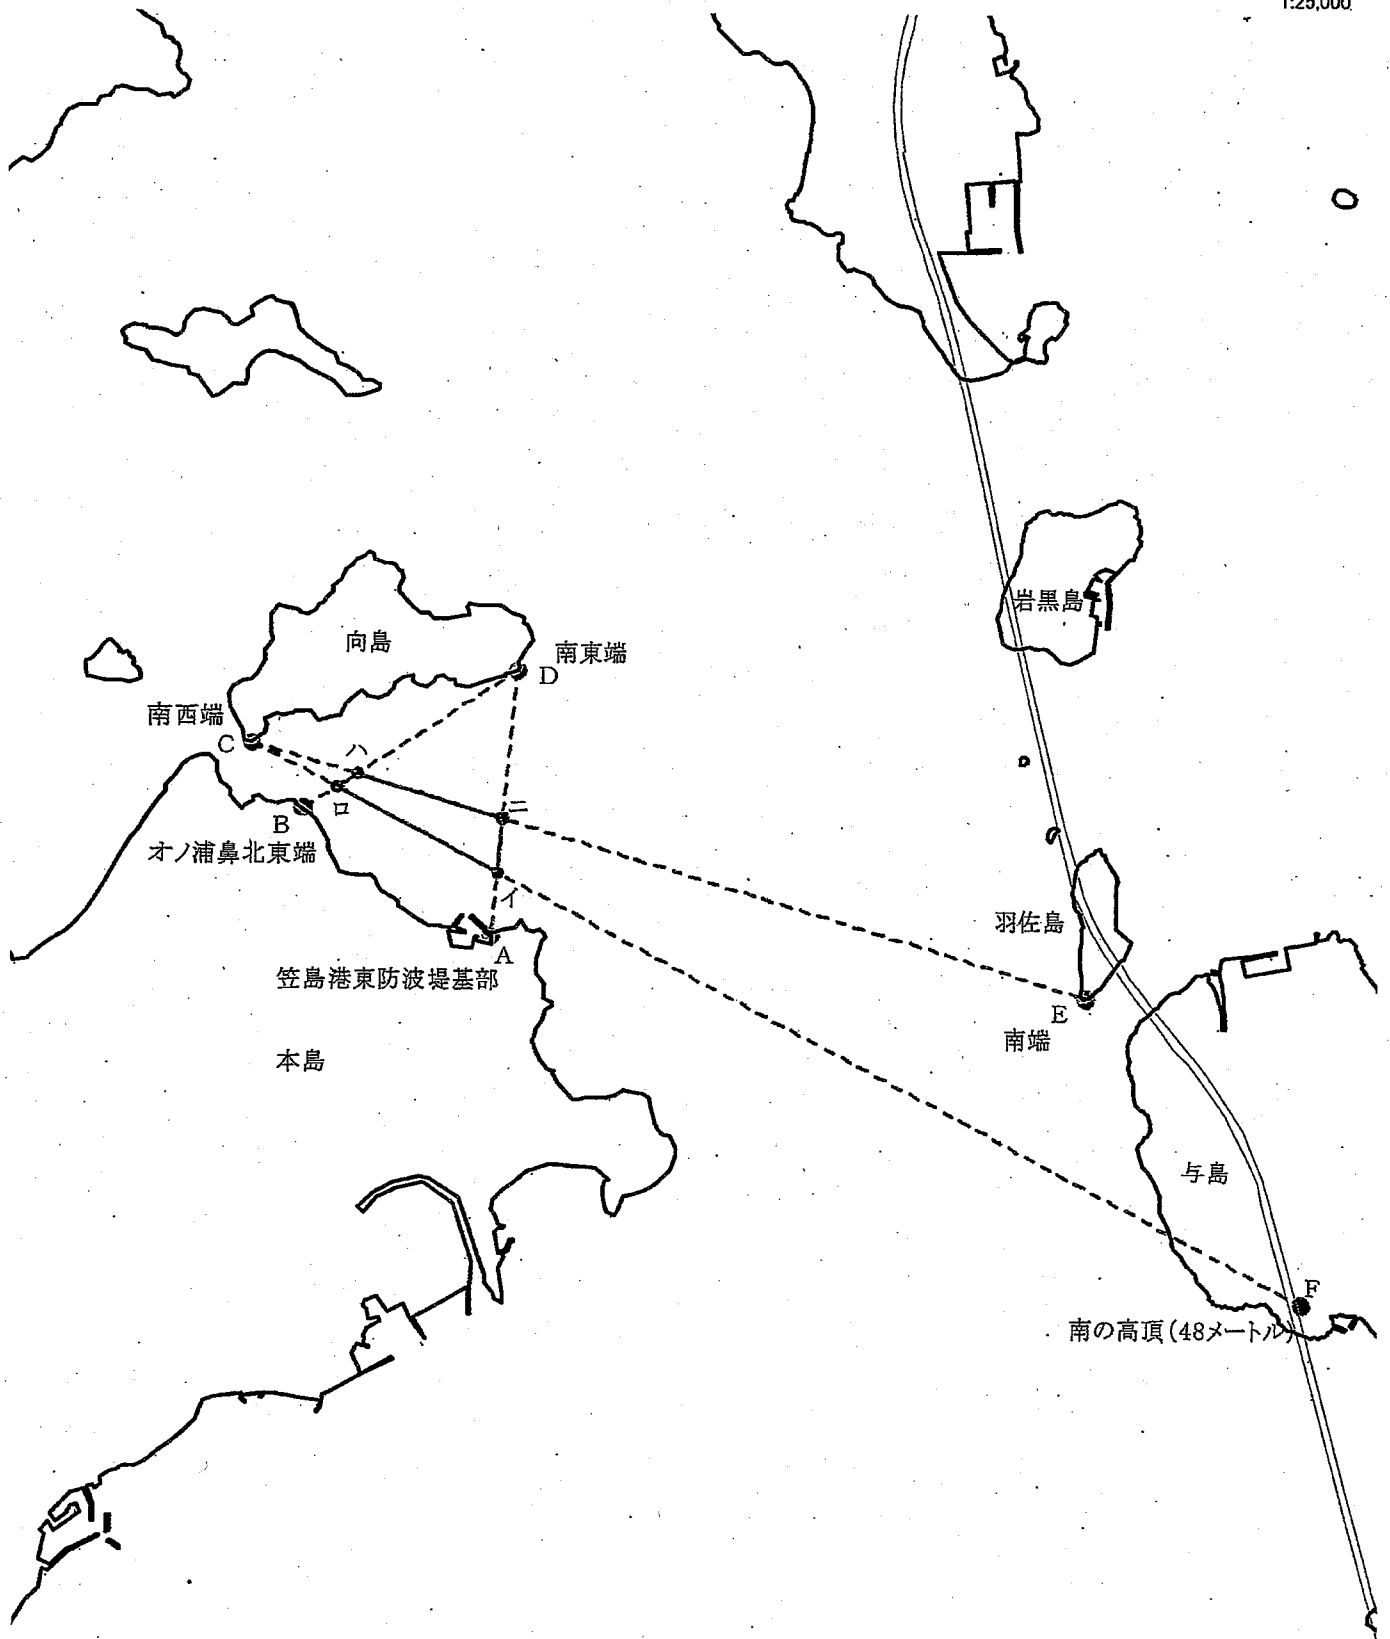 1:25,000
岩黒島
向島
南東端
D
南西端
C
ハ
ロ
ニ
B
オノ浦鼻北東端
イ
羽佐島
A
笠島港東防波堤基部
E
南端
本島
与島
F
南の高頂(48メートル)